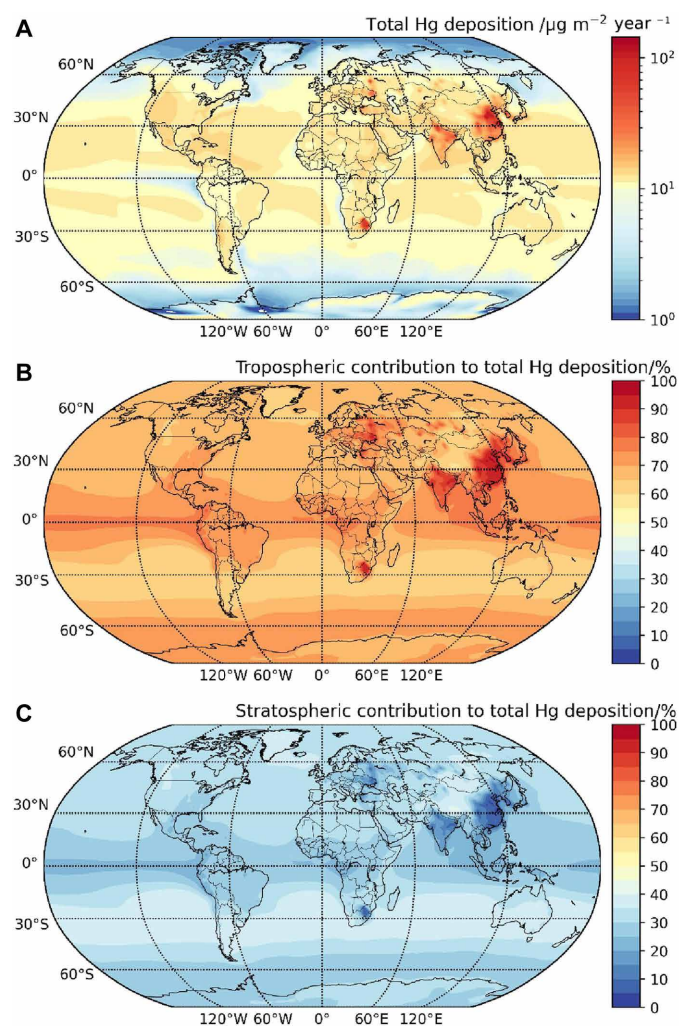 A
Total Hg deposition /μg m⁻² year ⁻¹
60°N
30°N
0°
30°S
60°S
120°W 60°W 0° 60°E 120°E
10²
10¹
10⁰
B
Tropospheric contribution to total Hg deposition/%
60°N
30°N
0°
30°S
60°S
120°W 60°W 0° 60°E 120°E
100
90
80
70
60
50
40
30
20
10
0
C
Stratospheric contribution to total Hg deposition/%
60°N
30°N
0°
30°S
60°S
120°W 60°W 0° 60°E 120°E
100
90
80
70
60
50
40
30
20
10
0